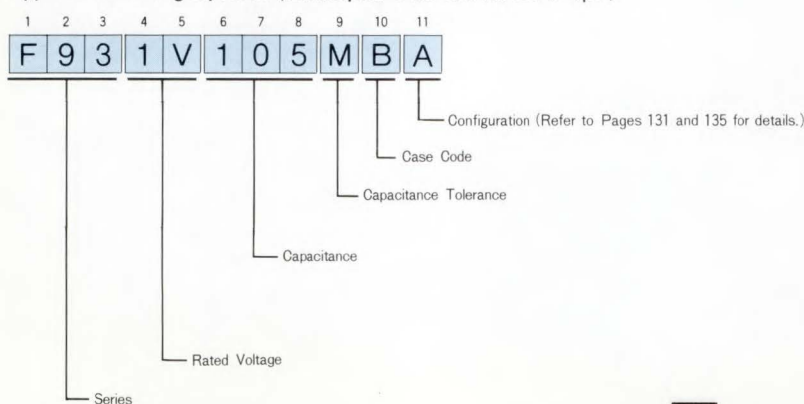 1 2 3 4 5 6 7 8 9 10 11
F 9 3 1 V 1 0 5 M B A
Configuration (Refer to Pages 131 and 135 for details.)
Case Code
Capacitance Tolerance
Capacitance
Rated Voltage
Series